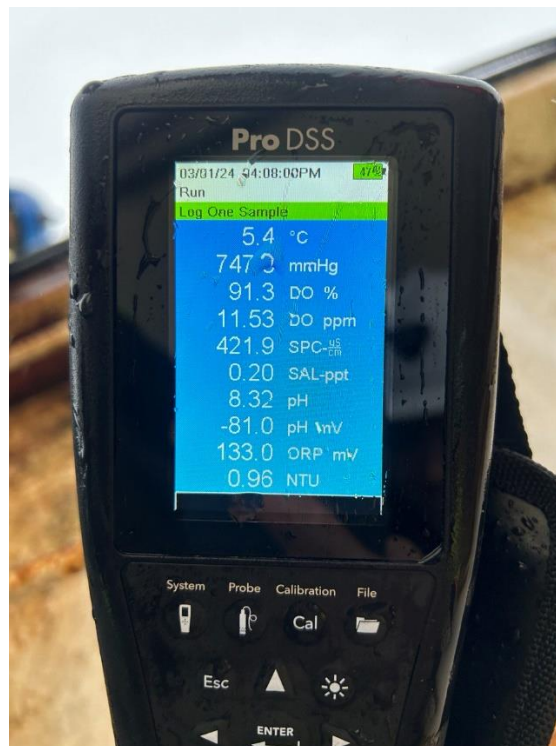 Pro DSS
03/01/24 04:08:00PM 47%
Run
Log One Sample
5.4 °C
747.3 mmHg
91.3 DO %
11.53 DO ppm
421.9 SPC-uS/cm
0.20 SAL-ppt
8.32 pH
-81.0 pH mV
133.0 ORP mV
0.96 NTU
System Probe Calibration File
Cal
Esc
ENTER